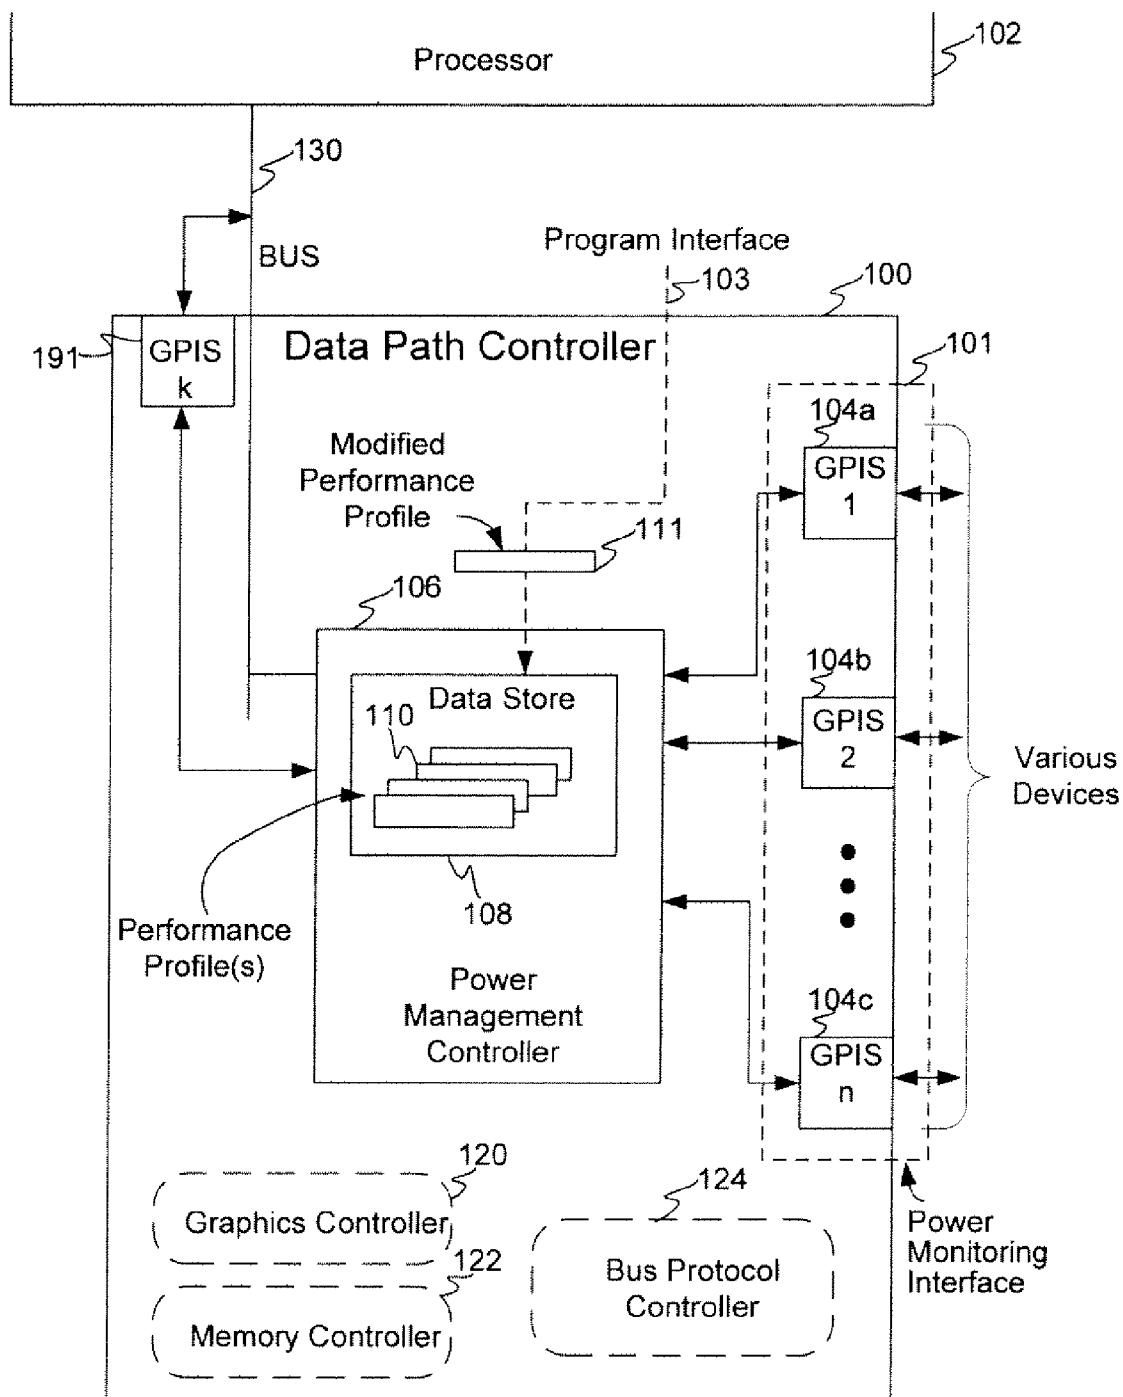 102
Processor
130
BUS
Program Interface
103
100
191
GPIS
k
Data Path Controller
101
104a
GPIS
1
Modified
Performance
Profile
111
106
104b
GPIS
2
Data Store
110
Various
Devices
108
Performance
Profile(s)
Power
Management
Controller
104c
GPIS
n
120
Graphics Controller
124
Power
Monitoring
Interface
122
Bus Protocol
Controller
Memory Controller